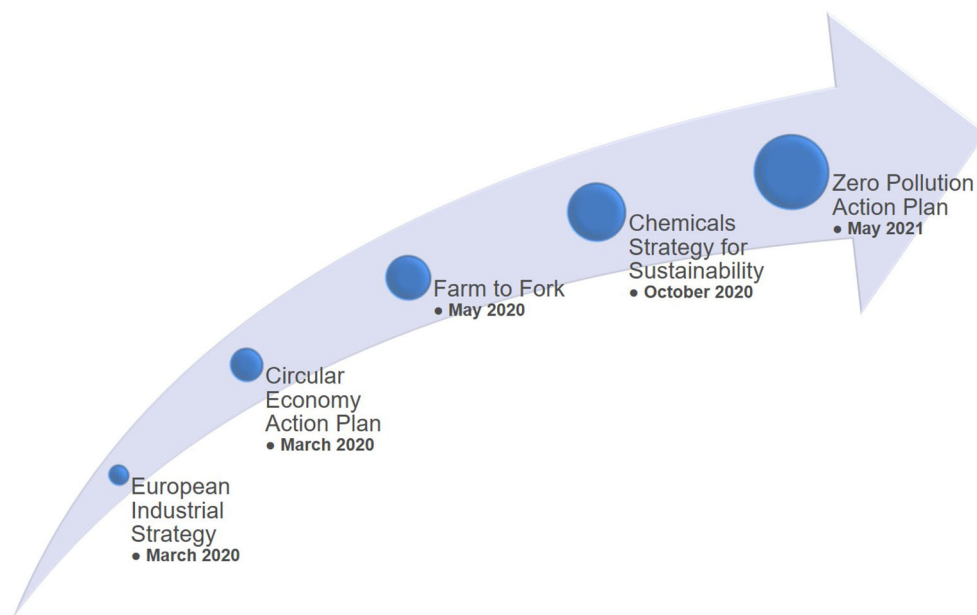 European
Industrial
Strategy
● March 2020
Circular
Economy
Action Plan
● March 2020
Farm to Fork
● May 2020
Chemicals
Strategy for
Sustainability
● October 2020
Zero Pollution
Action Plan
● May 2021